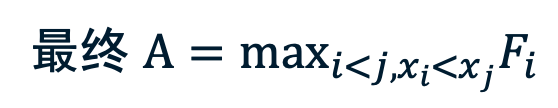 最终 A = max_{i<j,x_i<x_j} F_i